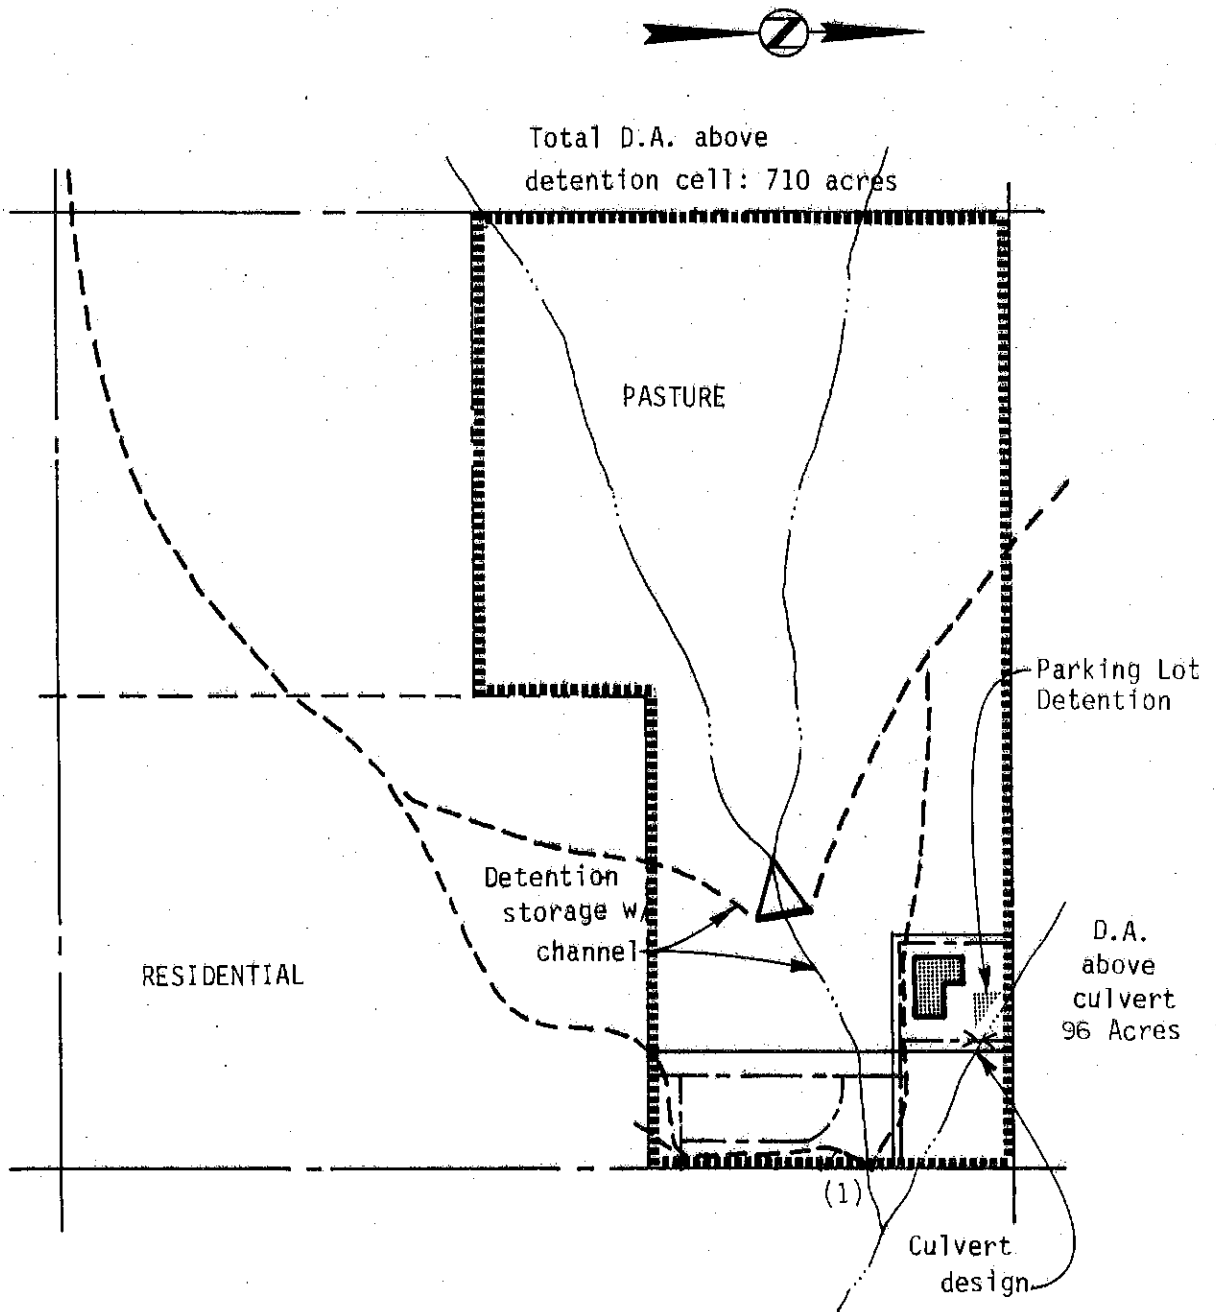 Z
Total D.A. above
detention cell: 710 acres
PASTURE
Parking Lot
Detention
Detention
storage w/
channel
D.A.
above
culvert
96 Acres
RESIDENTIAL
(1)
Culvert
design